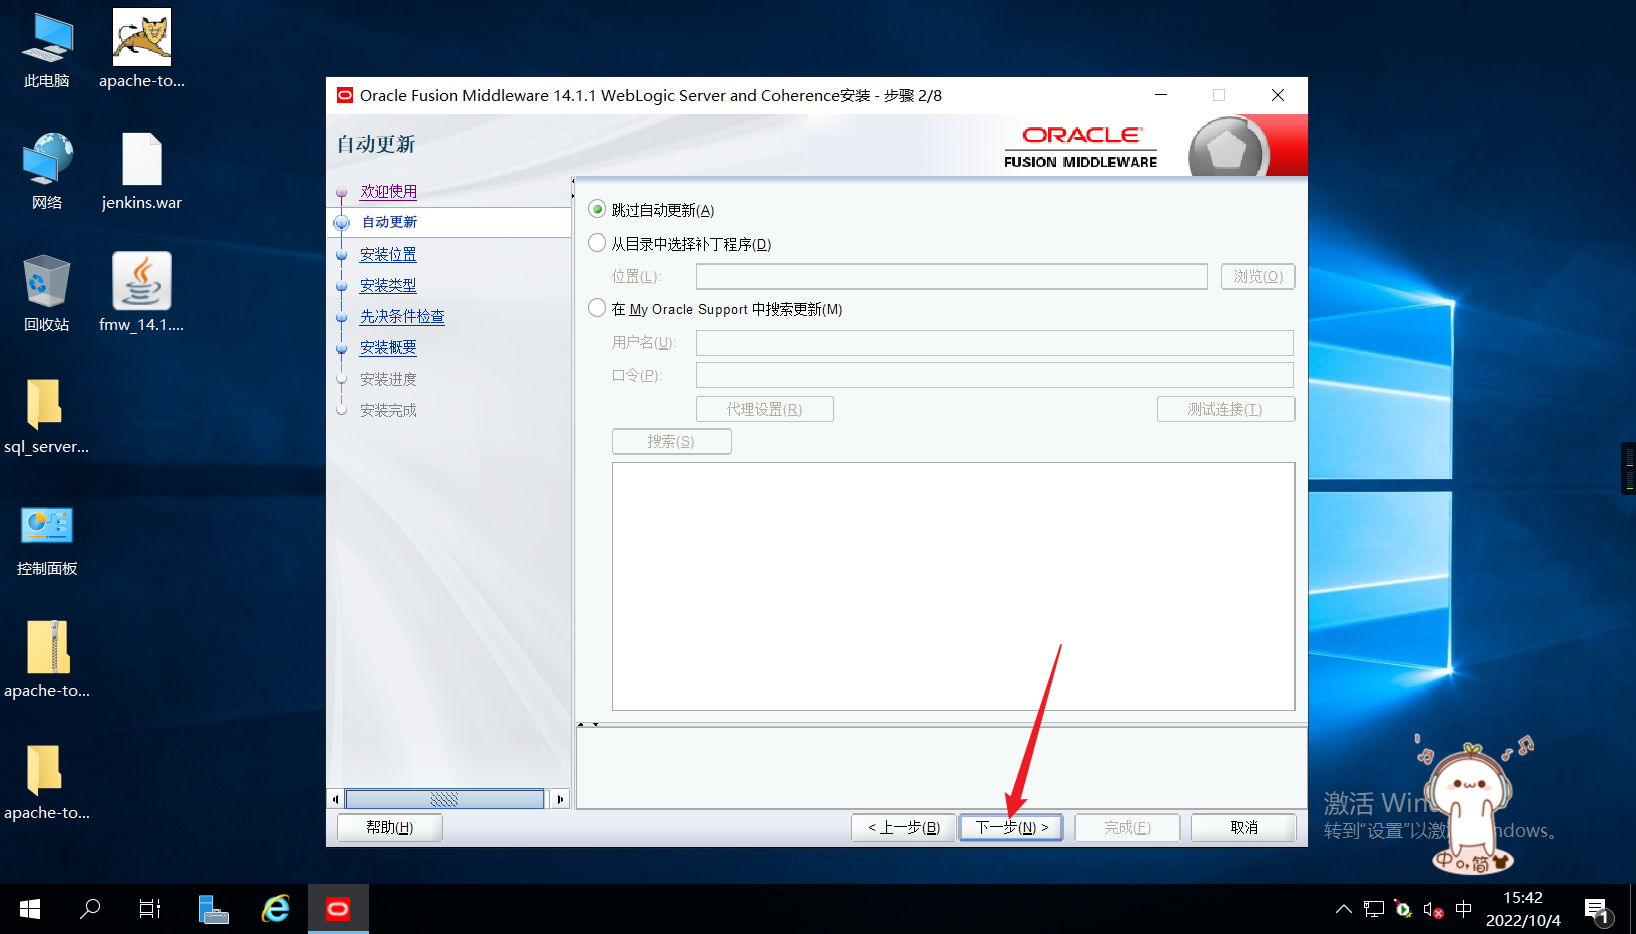 此电脑
apache-to...
网络
jenkins.war
回收站
fmw_14.1....
sql_server...
控制面板
apache-to...
apache-to...
Oracle Fusion Middleware 14.1.1 WebLogic Server and Coherence安装 - 步骤 2/8
自动更新
ORACLE
FUSION MIDDLEWARE
欢迎使用
自动更新
安装位置
安装类型
先决条件检查
安装概要
安装进度
安装完成
跳过自动更新(A)
从目录中选择补丁程序(D)
位置(L):
浏览(O)
在 My Oracle Support 中搜索更新(M)
用户名(U):
口令(P):
代理设置(R)
测试连接(T)
搜索(S)
帮助(H)
< 上一步(B)
下一步(N) >
完成(F)
取消
激活 Win
转到"设置"以激 ndows。
中 简
中
15:42
2022/10/4
1